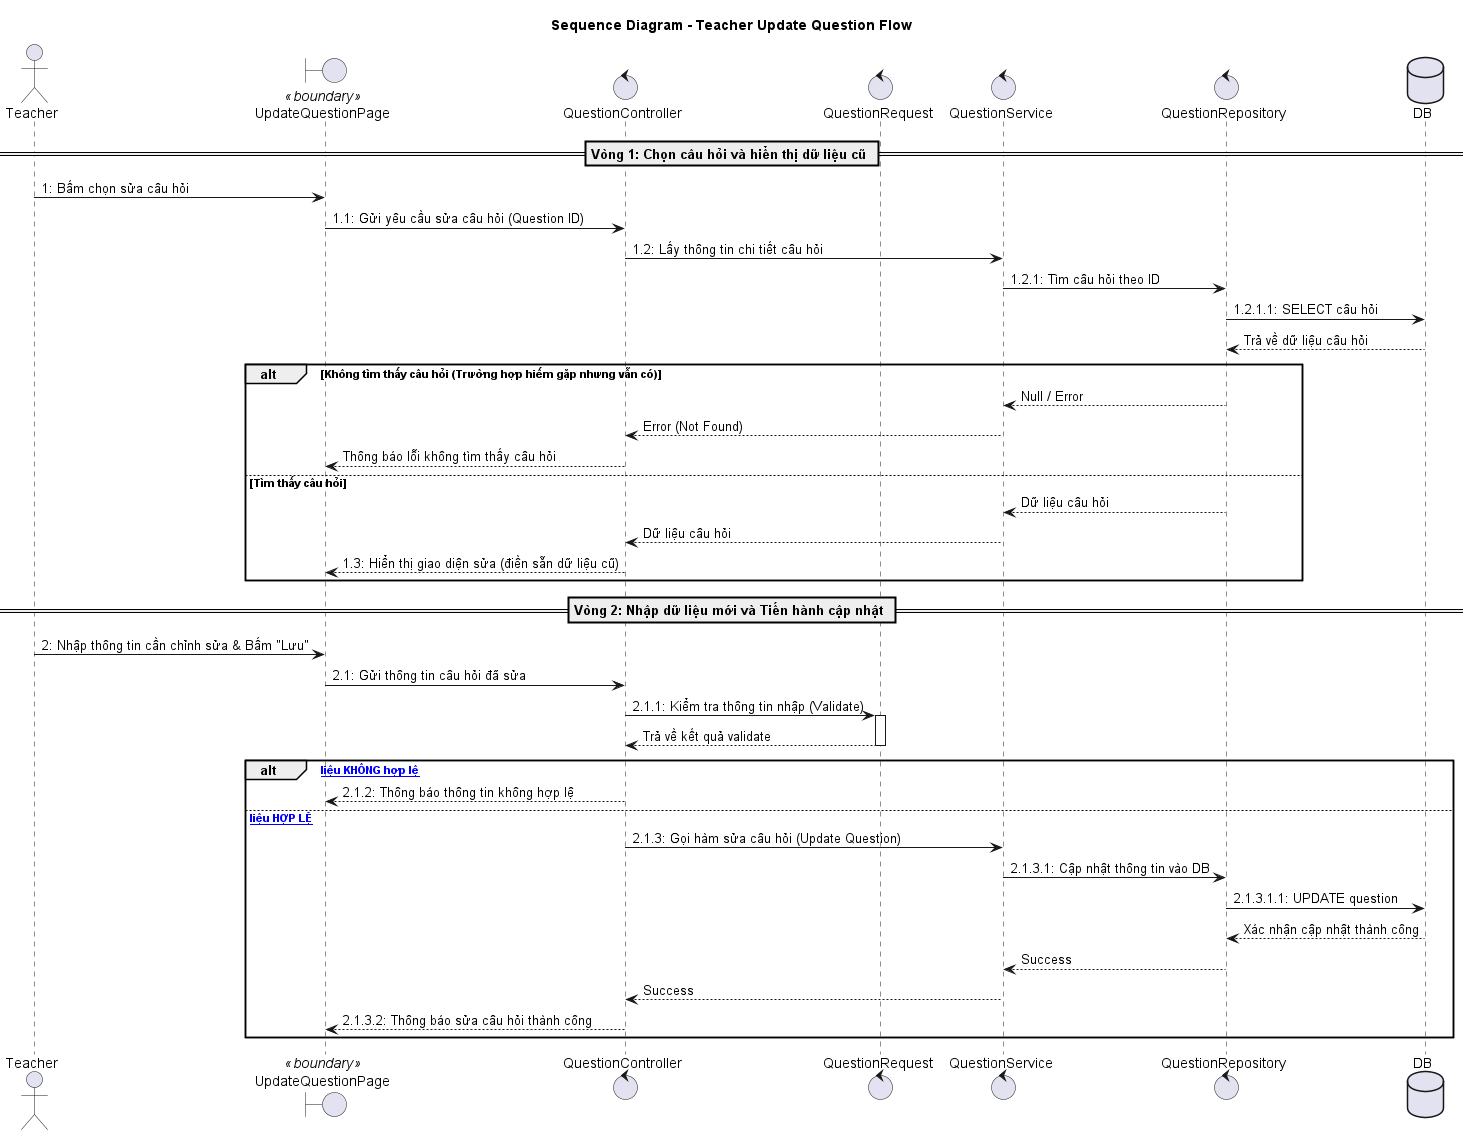 Sequence Diagram - Teacher Update Question Flow
Teacher
«boundary»
UpdateQuestionPage
QuestionController
QuestionRequest
QuestionService
QuestionRepository
DB
Vòng 1: Chọn câu hỏi và hiển thị dữ liệu cũ
1: Bấm chọn sửa câu hỏi
1.1: Gửi yêu cầu sửa câu hỏi (Question ID)
1.2: Lấy thông tin chi tiết câu hỏi
1.2.1: Tìm câu hỏi theo ID
1.2.1.1: SELECT câu hỏi
Trả về dữ liệu câu hỏi
alt [Không tìm thấy câu hỏi (Trường hợp hiếm gặp nhưng vẫn có)]
Null / Error
Error (Not Found)
Thông báo lỗi không tìm thấy câu hỏi
[Tìm thấy câu hỏi]
Dữ liệu câu hỏi
Dữ liệu câu hỏi
1.3: Hiển thị giao diện sửa (điền sẵn dữ liệu cũ)
Vòng 2: Nhập dữ liệu mới và Tiến hành cập nhật
2: Nhập thông tin cần chỉnh sửa & Bấm "Lưu"
2.1: Gửi thông tin câu hỏi đã sửa
2.1.1: Kiểm tra thông tin nhập (Validate)
Trả về kết quả validate
alt liệu KHÔNG hợp lệ
2.1.2: Thông báo thông tin không hợp lệ
liệu HỢP LỆ
2.1.3: Gọi hàm sửa câu hỏi (Update Question)
2.1.3.1: Cập nhật thông tin vào DB
2.1.3.1.1: UPDATE question
Xác nhận cập nhật thành công
Success
Success
2.1.3.2: Thông báo sửa câu hỏi thành công
Teacher
«boundary»
UpdateQuestionPage
QuestionController
QuestionRequest
QuestionService
QuestionRepository
DB